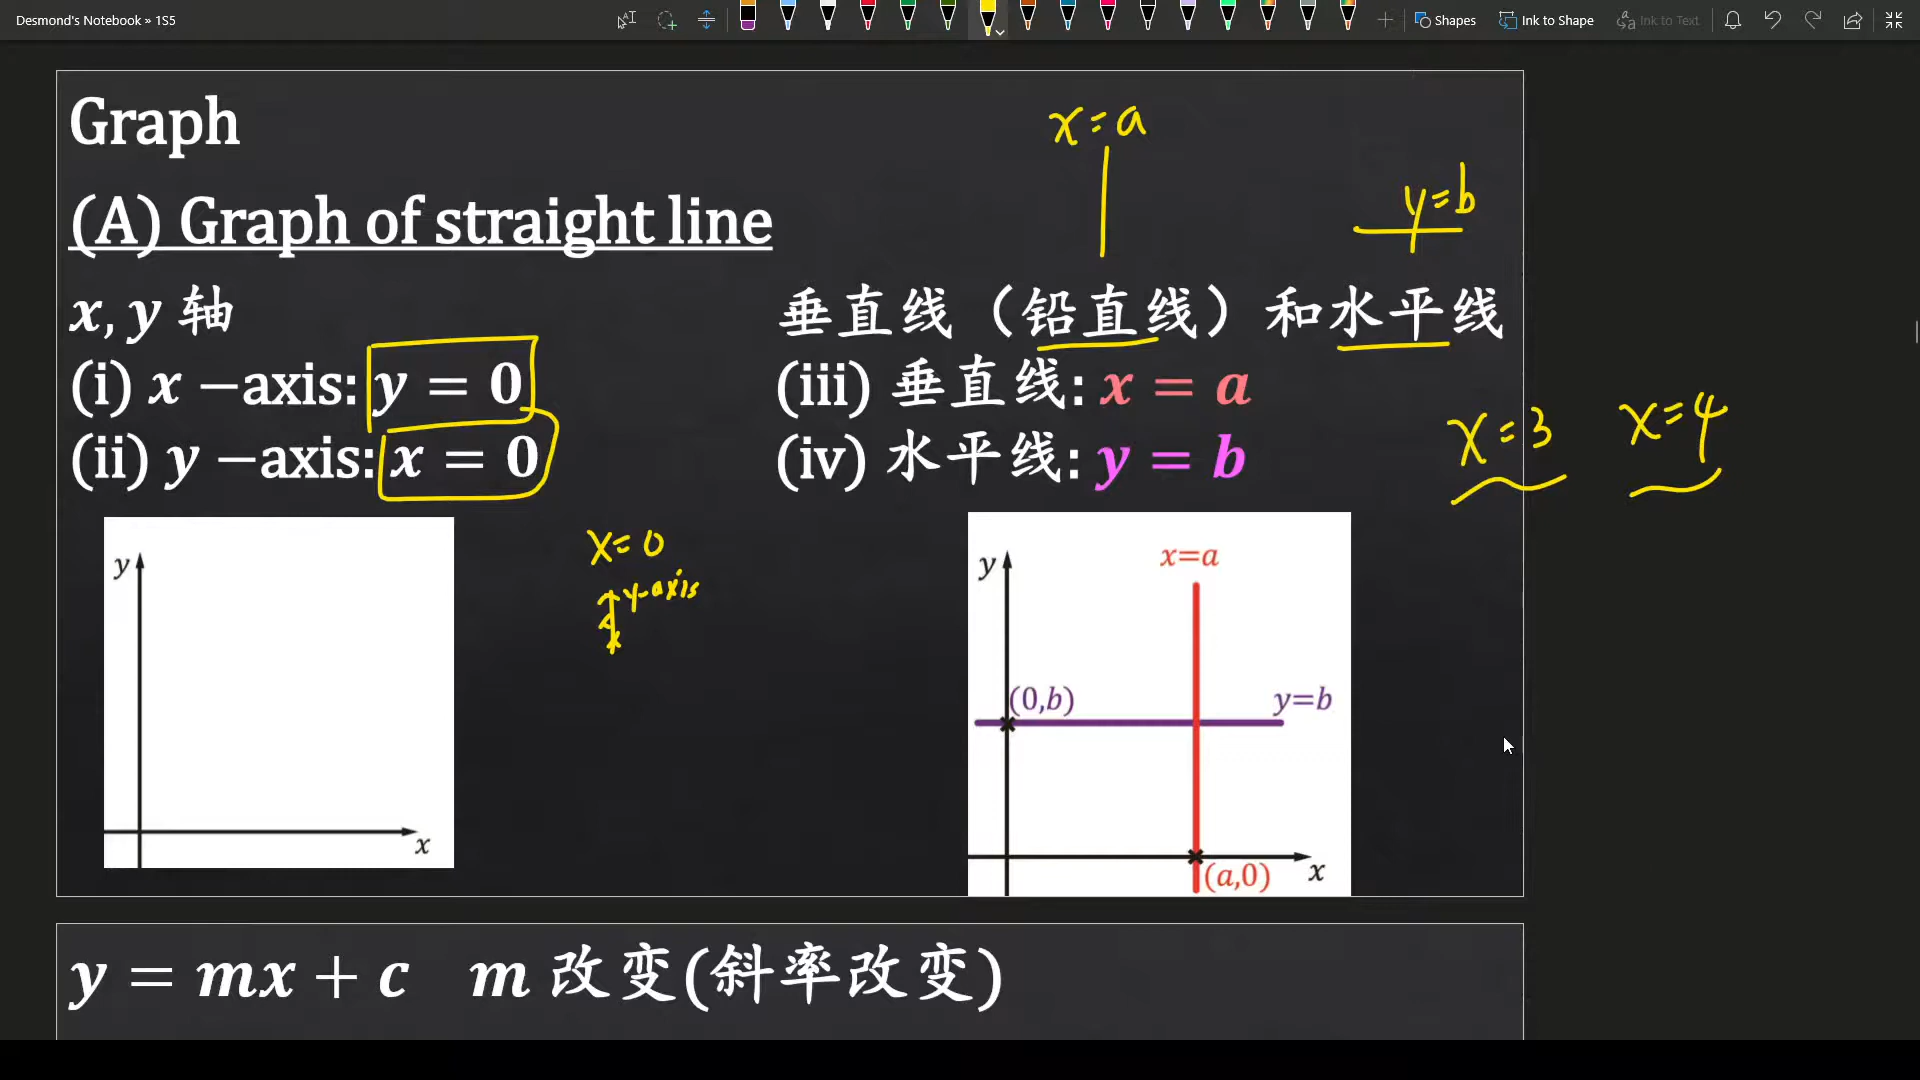 Desmond's Notebook » 1S5
Shapes
Ink to Shape
Ink to Text
Graph
(A) Graph of straight line
x, y 轴
(i) x −axis: y = 0
(ii) y −axis: x = 0
x=a
y=b
垂直线（铅直线）和水平线
(iii) 垂直线: x = a
(iv) 水平线: y = b
x=3
x=4
x=0
y-axis
y
x
x=a
y
(0,b)
y=b
(a,0)
x
y = mx + c m 改变(斜率改变)